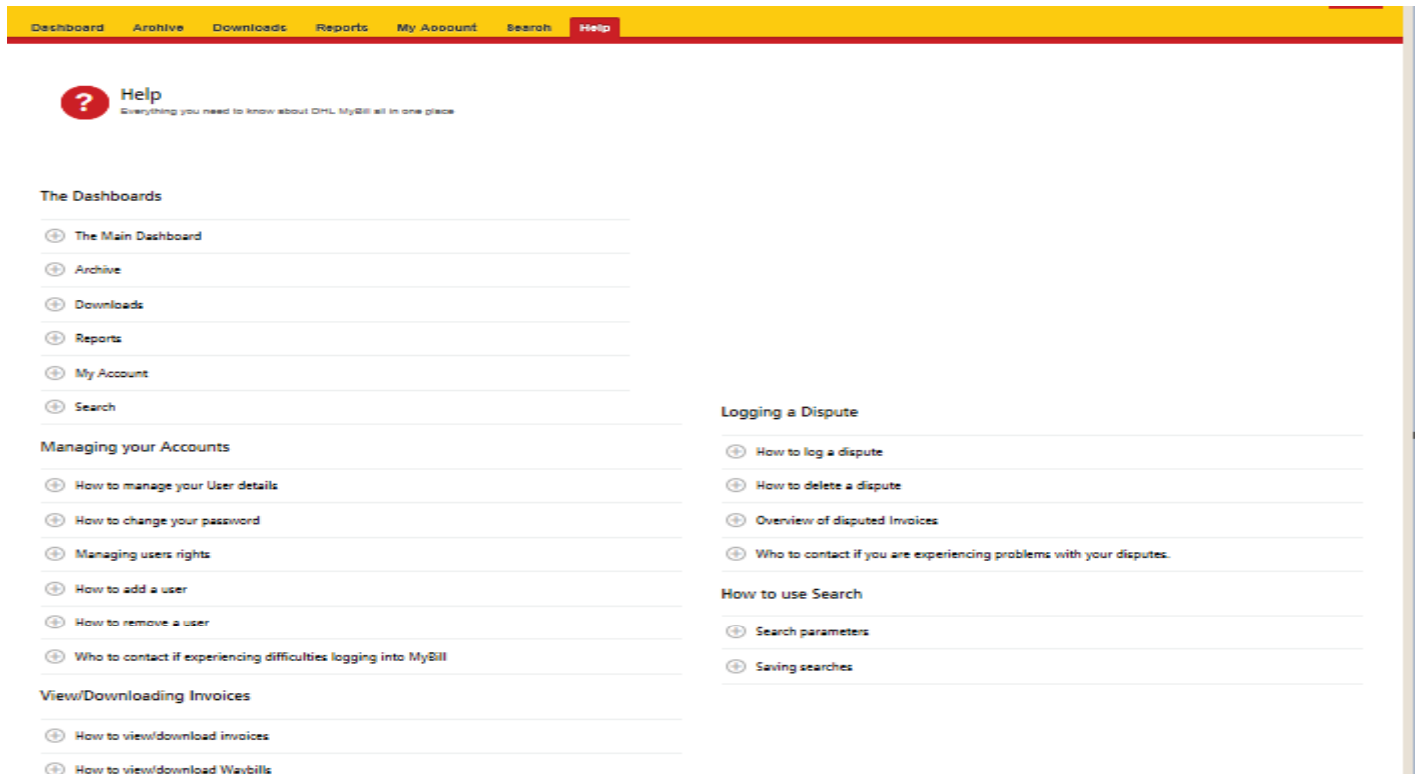 Dashboard Archive Downloads Reports My Account Search Help
Help
Everything you need to know about DHL MyBill all in one place
The Dashboards
The Main Dashboard
Archive
Downloads
Reports
My Account
Search
Managing your Accounts
How to manage your User details
How to change your password
Managing users rights
How to add a user
How to remove a user
Who to contact if experiencing difficulties logging into MyBill
View/Downloading Invoices
How to view/download invoices
How to view/download Waybills
Logging a Dispute
How to log a dispute
How to delete a dispute
Overview of disputed Invoices
Who to contact if you are experiencing problems with your disputes.
How to use Search
Search parameters
Saving searches